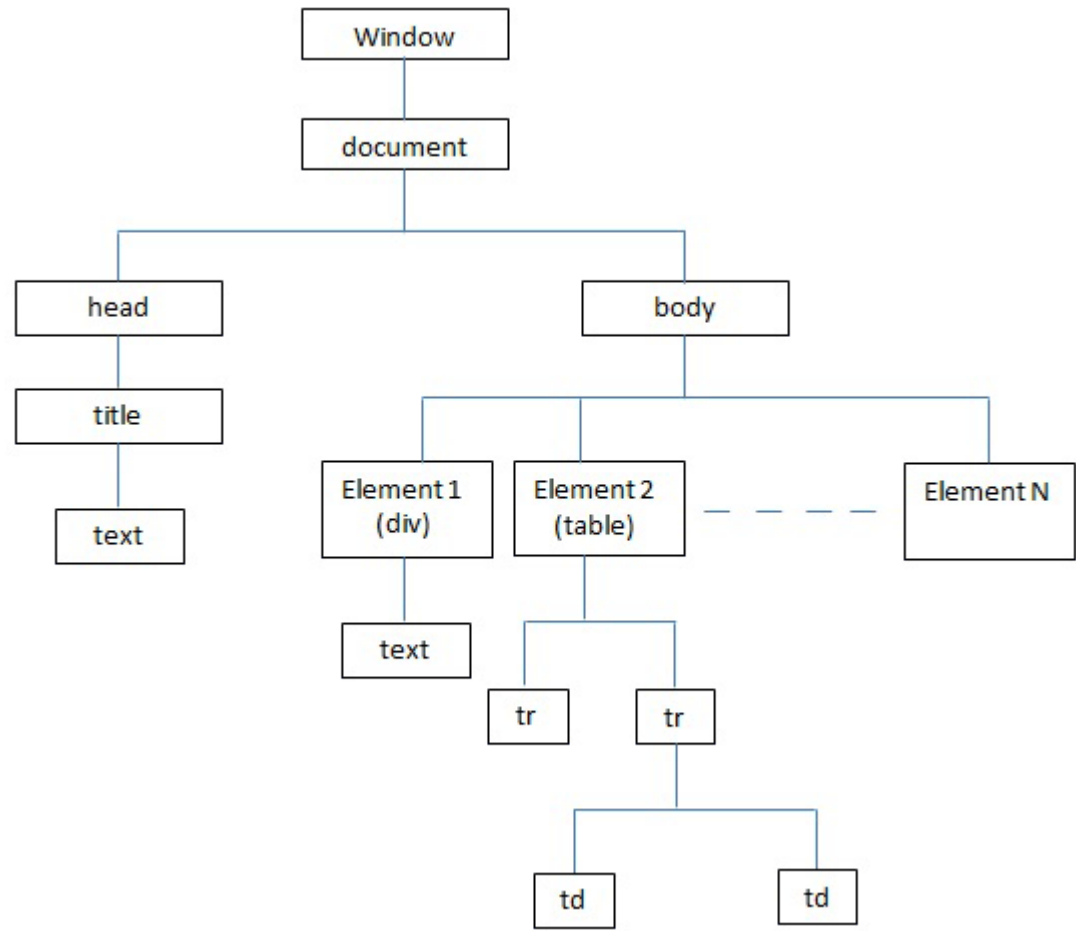 Window
document
head
body
title
Element 1
(div)
Element 2
(table)
Element N
text
text
tr
tr
td
td